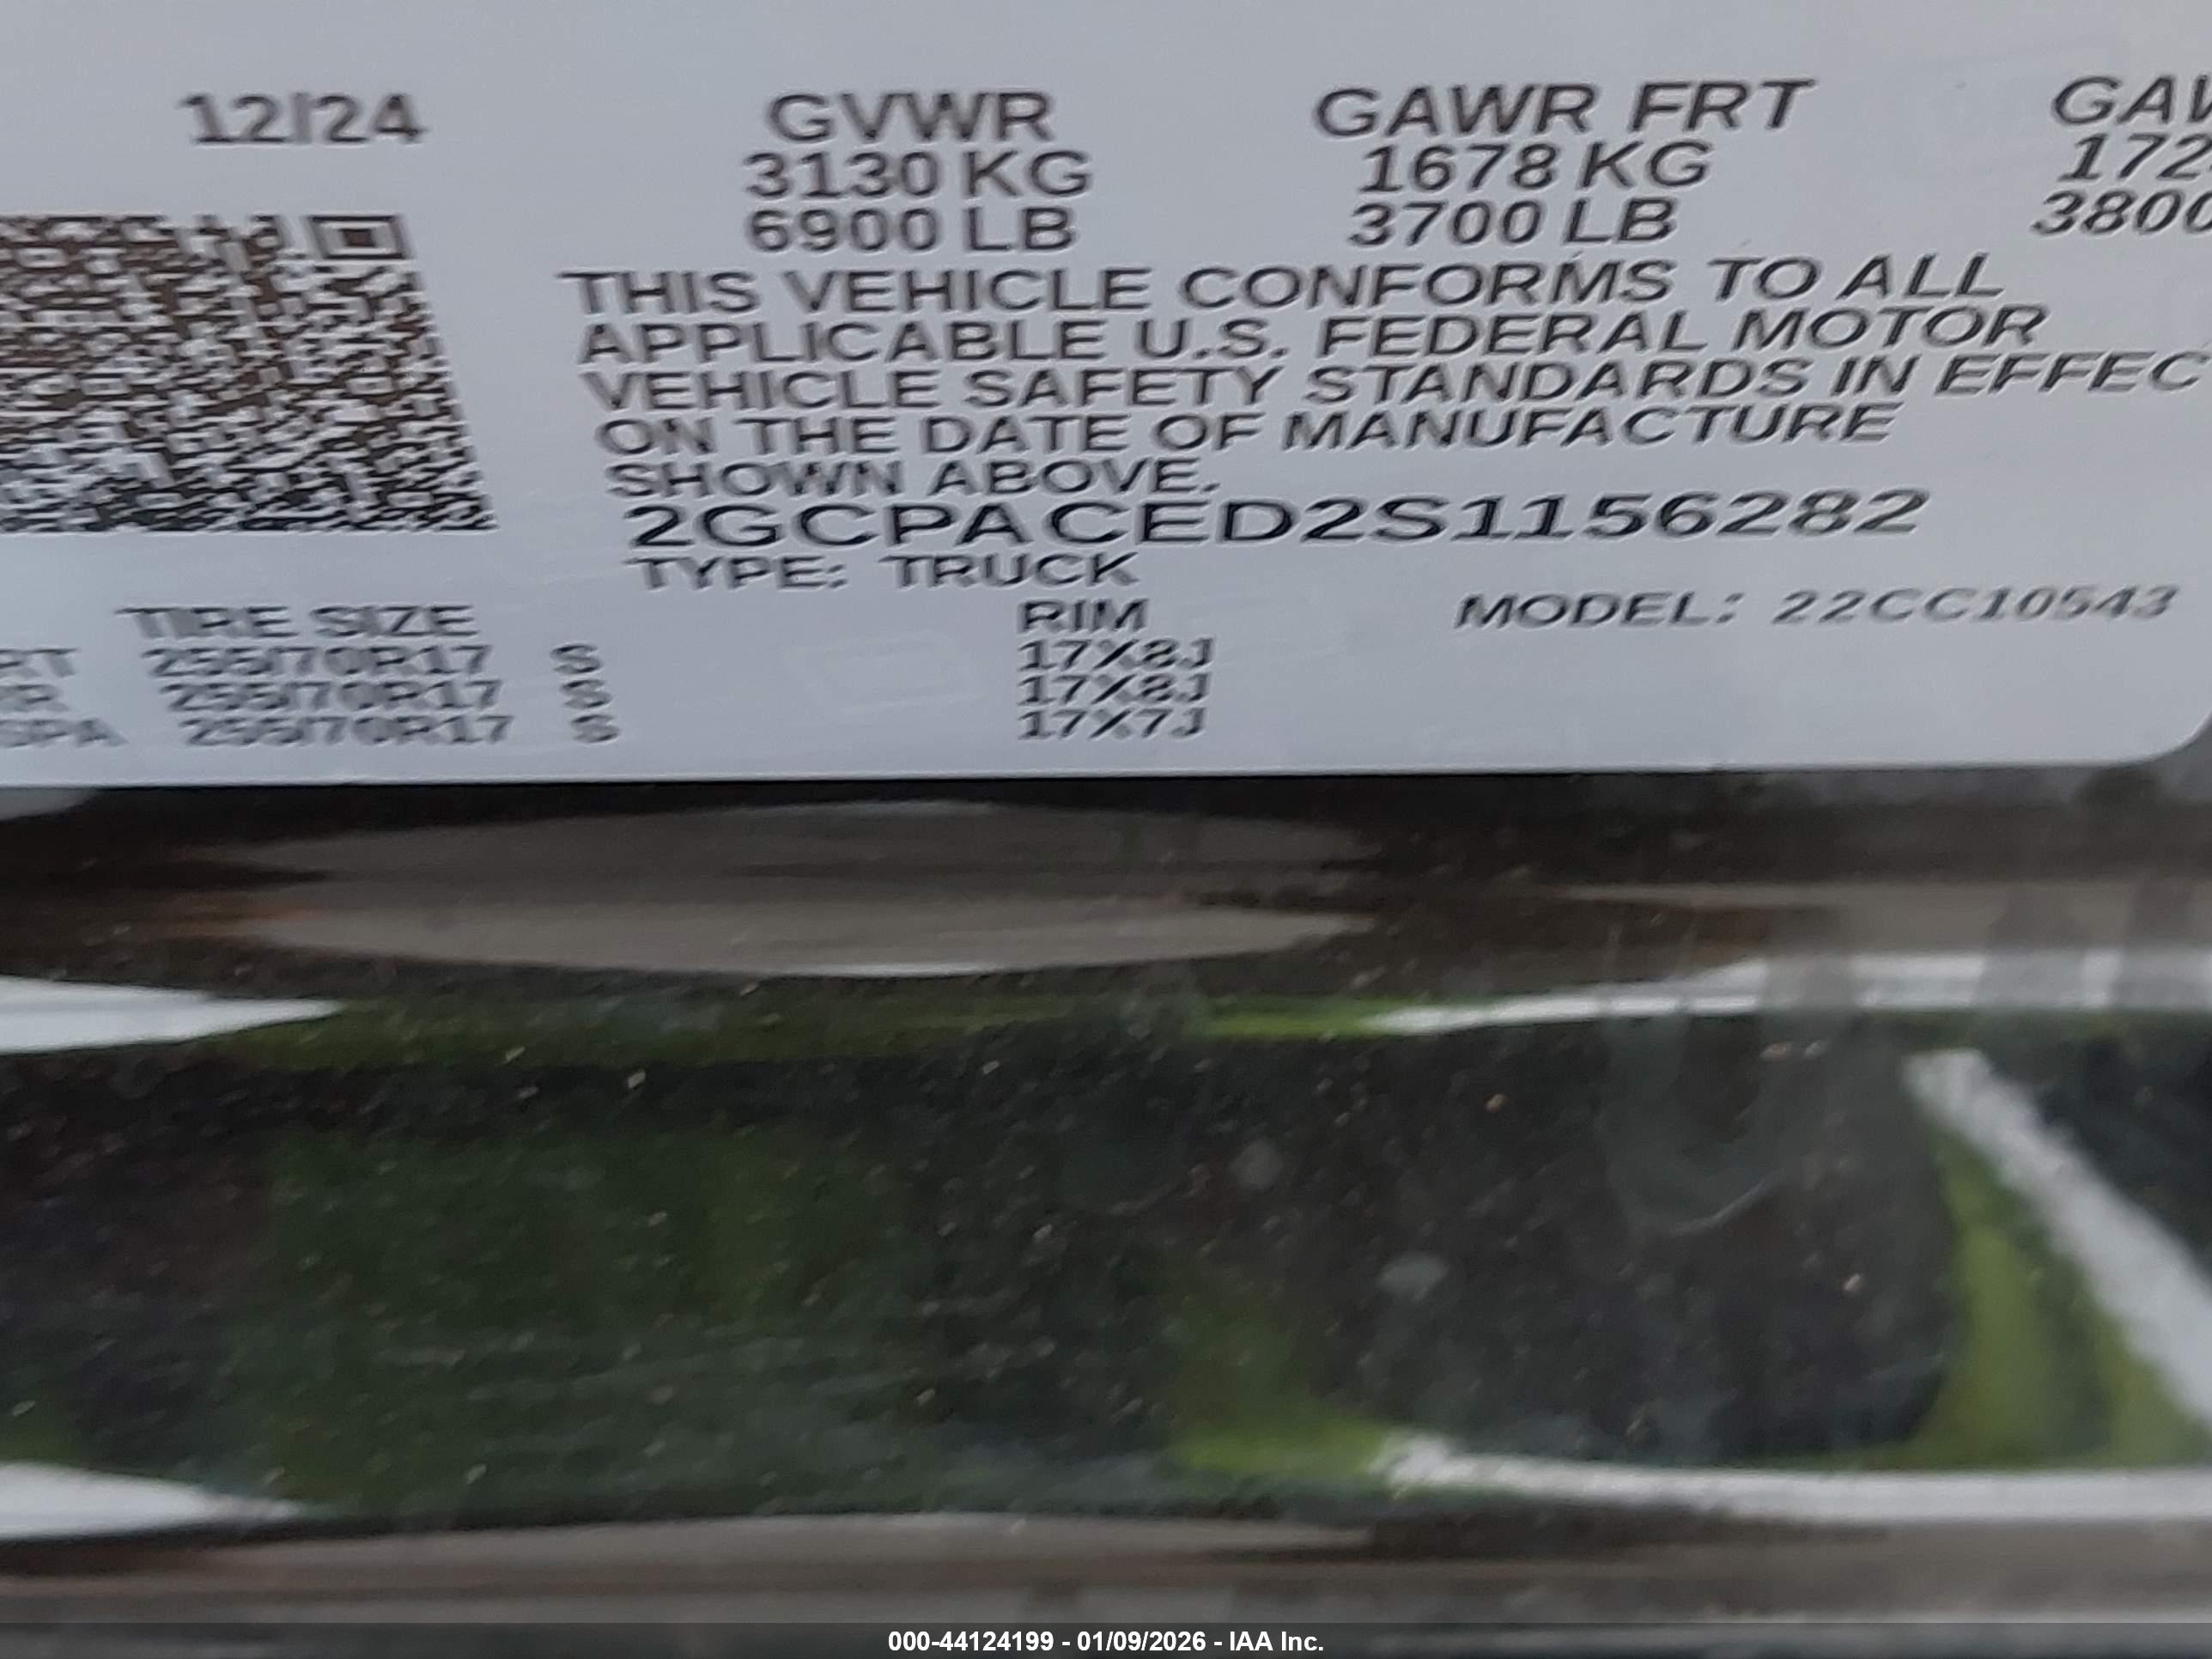 12/24 GVWR GAWR FRT
3130 KG 1678 KG
6900 LB 3700 LB
THIS VEHICLE CONFORMS TO ALL
APPLICABLE U.S. FEDERAL MOTOR
VEHICLE SAFETY STANDARDS IN EFFEC
ON THE DATE OF MANUFACTURE
SHOWN ABOVE.
2GCPACED2S1156282
TYPE: TRUCK
TIRE SIZE RIM MODEL: 22CC10543
RT 255/70R17 S 17X8J
R 255/70R17 S 17X8J
SPA 255/70R17 S 17X7J
000-44124199 - 01/09/2026 - IAA Inc.